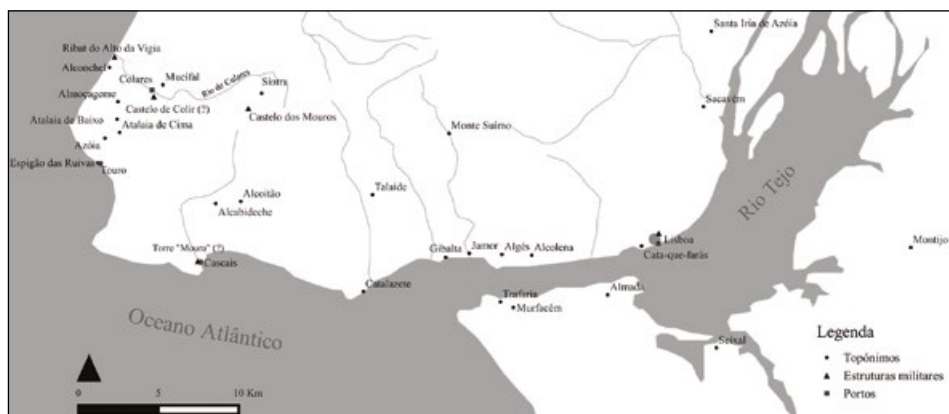 Santa Iria de Azóia
Ribat do Alto da Vigia
Alconchel
Colares
Mucifal
Rio de Colares
Sintra
Almoçageme
Castelo de Colir (?)
Castelo dos Mouros
Sacavém
Atalaia de Baixo
Atalaia de Cima
Monte Suimo
Azóia
Espigão das Ruivas
Touro
Rio Tejo
Talaíde
Alcoitão
Alcabideche
Lisboa
Montijo
Torre "Moura" (?)
Cascais
Gibalta
Jamor
Algés
Alcolena
Cata-que-farás
Catalazete
Trafaria
Murfacém
Almada
Oceano Atlântico
Seixal
Legenda
Topónimos
Estruturas militares
Portos
0 5 10 Km